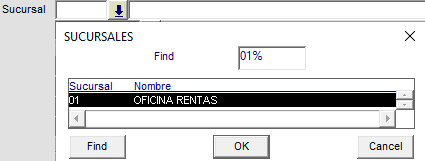 Sucursal
SUCURSALES
Find 01%
Sucursal Nombre
01 OFICINA RENTAS
Find OK Cancel